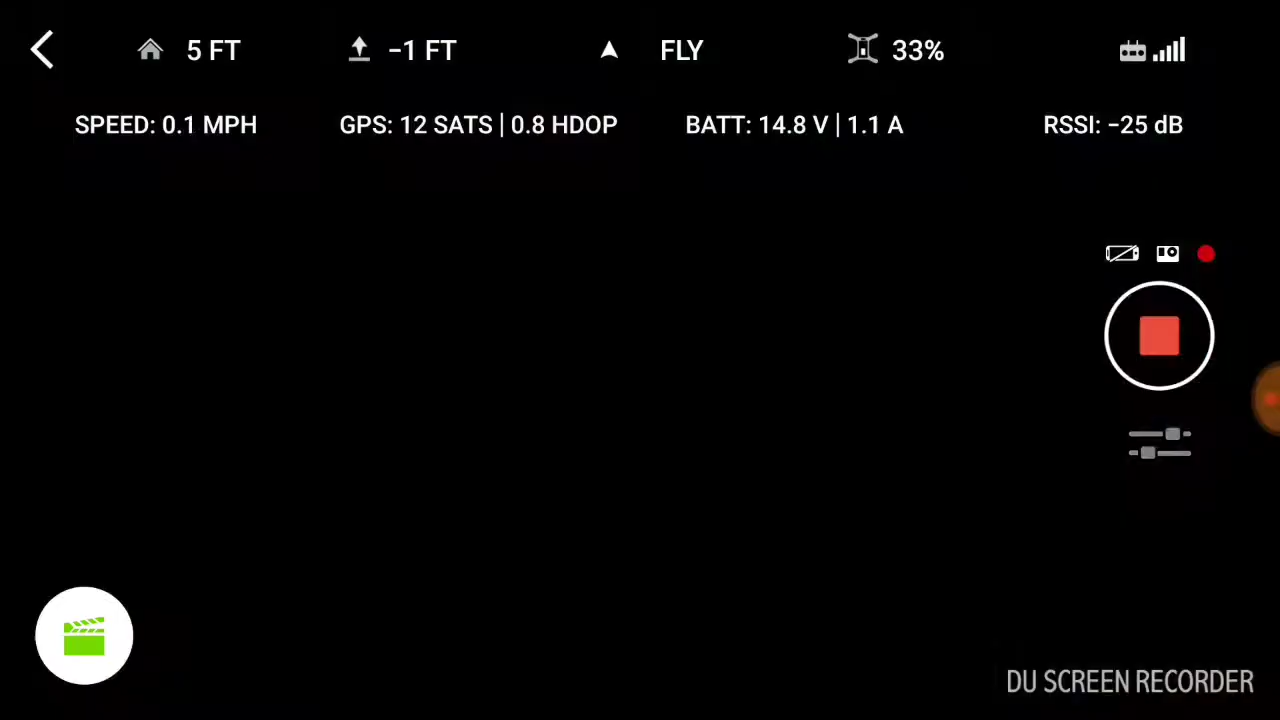 5 FT −1 FT FLY 33%
SPEED: 0.1 MPH GPS: 12 SATS | 0.8 HDOP BATT: 14.8 V | 1.1 A RSSI: −25 dB
DU SCREEN RECORDER